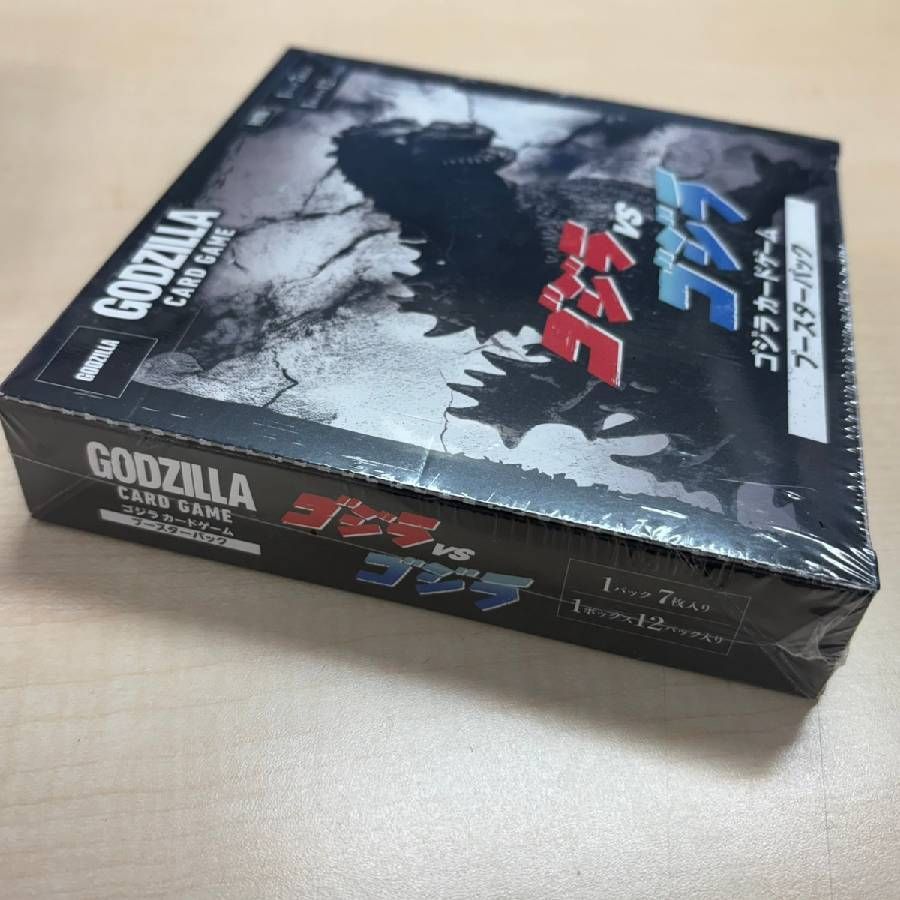 GODZILLA
CARD GAME
GODZILLA
ゴジラ
VS
ゴジラ
ゴジラ カードゲーム
ブースターパック
GODZILLA
CARD GAME
ゴジラ カードゲーム
ブースターパック
ゴジラ
VS
ゴジラ
1パック 7枚入り
1ボックス12パック入り